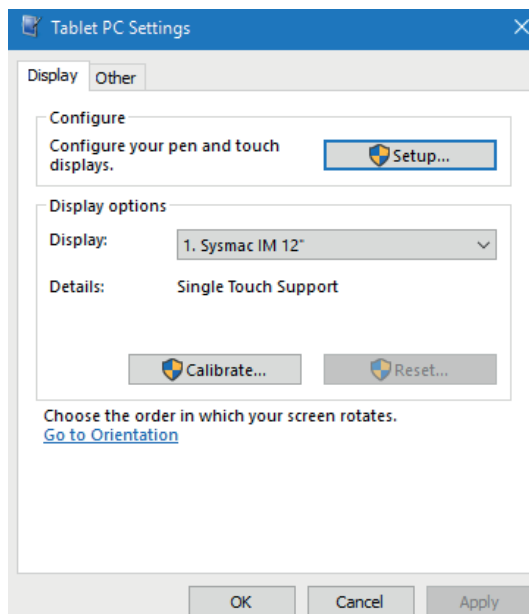 Tablet PC Settings
Display
Other
Configure
Configure your pen and touch
displays.
Setup...
Display options
Display:
1. Sysmac IM 12"
Details:
Single Touch Support
Calibrate...
Reset...
Choose the order in which your screen rotates.
Go to Orientation
OK
Cancel
Apply